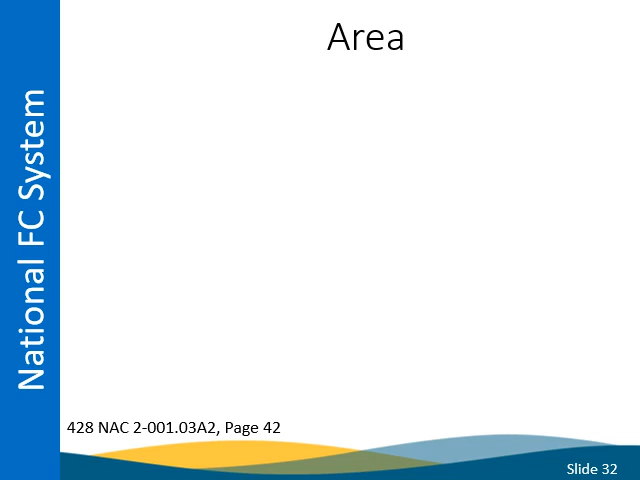 Area
National FC System
428 NAC 2-001.03A2, Page 42
Slide 32